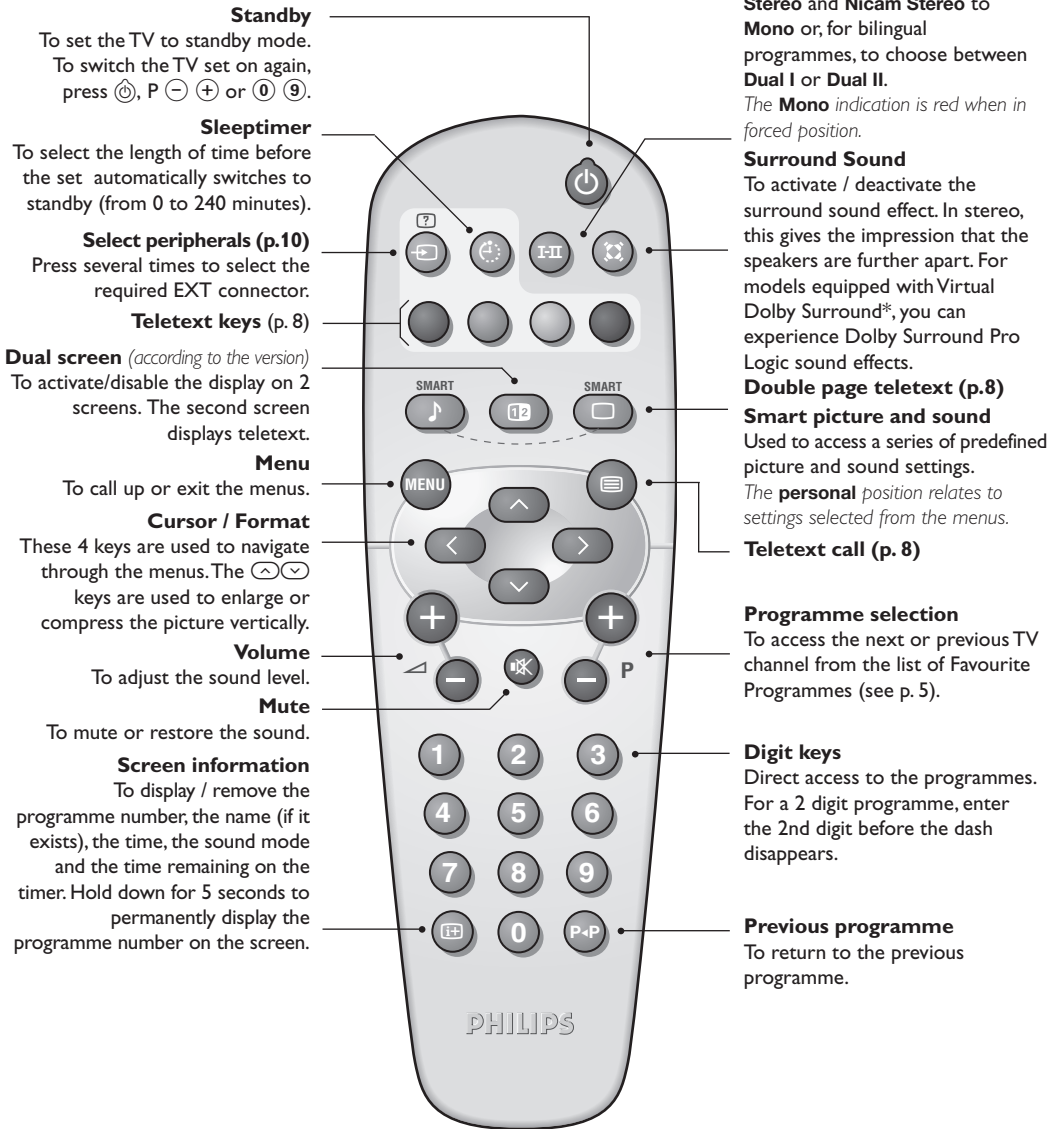 Standby
To set the TV to standby mode.
To switch the TV set on again,
press ⏻, P − + or 0 9.
Sleeptimer
To select the length of time before
the set automatically switches to
standby (from 0 to 240 minutes).
Select peripherals (p.10)
Press several times to select the
required EXT connector.
Teletext keys (p. 8)
Dual screen (according to the version)
To activate/disable the display on 2
screens. The second screen
displays teletext.
Menu
To call up or exit the menus.
Cursor / Format
These 4 keys are used to navigate
through the menus. The
keys are used to enlarge or
compress the picture vertically.
Volume
To adjust the sound level.
Mute
To mute or restore the sound.
Screen information
To display / remove the
programme number, the name (if it
exists), the time, the sound mode
and the time remaining on the
timer. Hold down for 5 seconds to
permanently display the
programme number on the screen.
?
I-II
SMART
12
SMART
MENU
+
+
−
−
P
1
2
3
4
5
6
7
8
9
i+
0
P◂P
PHILIPS
Stereo and Nicam Stereo to
Mono or, for bilingual
programmes, to choose between
Dual I or Dual II.
The Mono indication is red when in
forced position.
Surround Sound
To activate / deactivate the
surround sound effect. In stereo,
this gives the impression that the
speakers are further apart. For
models equipped with Virtual
Dolby Surround*, you can
experience Dolby Surround Pro
Logic sound effects.
Double page teletext (p.8)
Smart picture and sound
Used to access a series of predefined
picture and sound settings.
The personal position relates to
settings selected from the menus.
Teletext call (p. 8)
Programme selection
To access the next or previous TV
channel from the list of Favourite
Programmes (see p. 5).
Digit keys
Direct access to the programmes.
For a 2 digit programme, enter
the 2nd digit before the dash
disappears.
Previous programme
To return to the previous
programme.